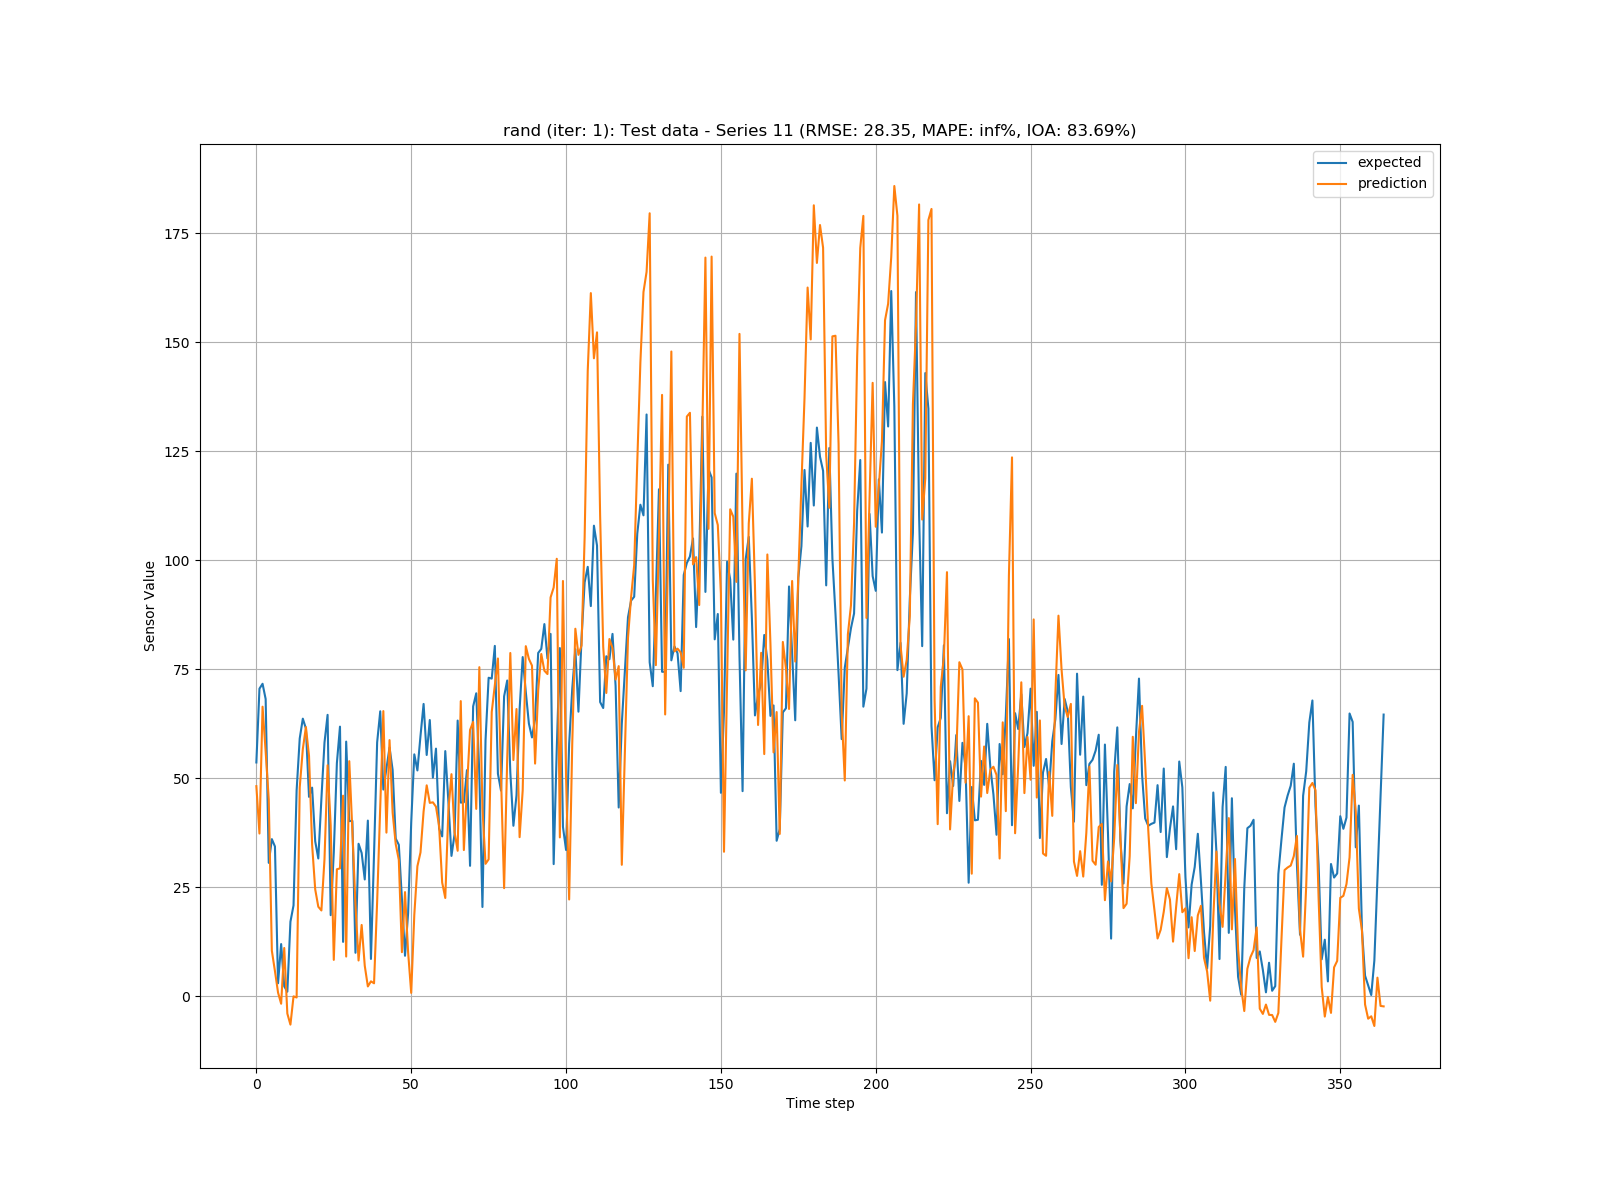 rand (iter: 1): Test data - Series 11 (RMSE: 28.35, MAPE: inf%, IOA: 83.69%)
expected
prediction
Sensor Value
175
150
125
100
75
50
25
0
0 50 100 150 200 250 300 350
Time step